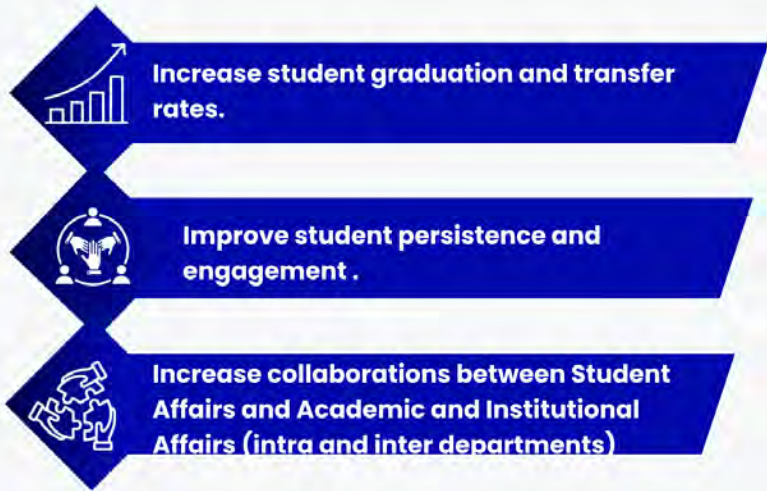 Increase student graduation and transfer
rates.
Improve student persistence and
engagement .
Increase collaborations between Student
Affairs and Academic and Institutional
Affairs (intra and inter departments)